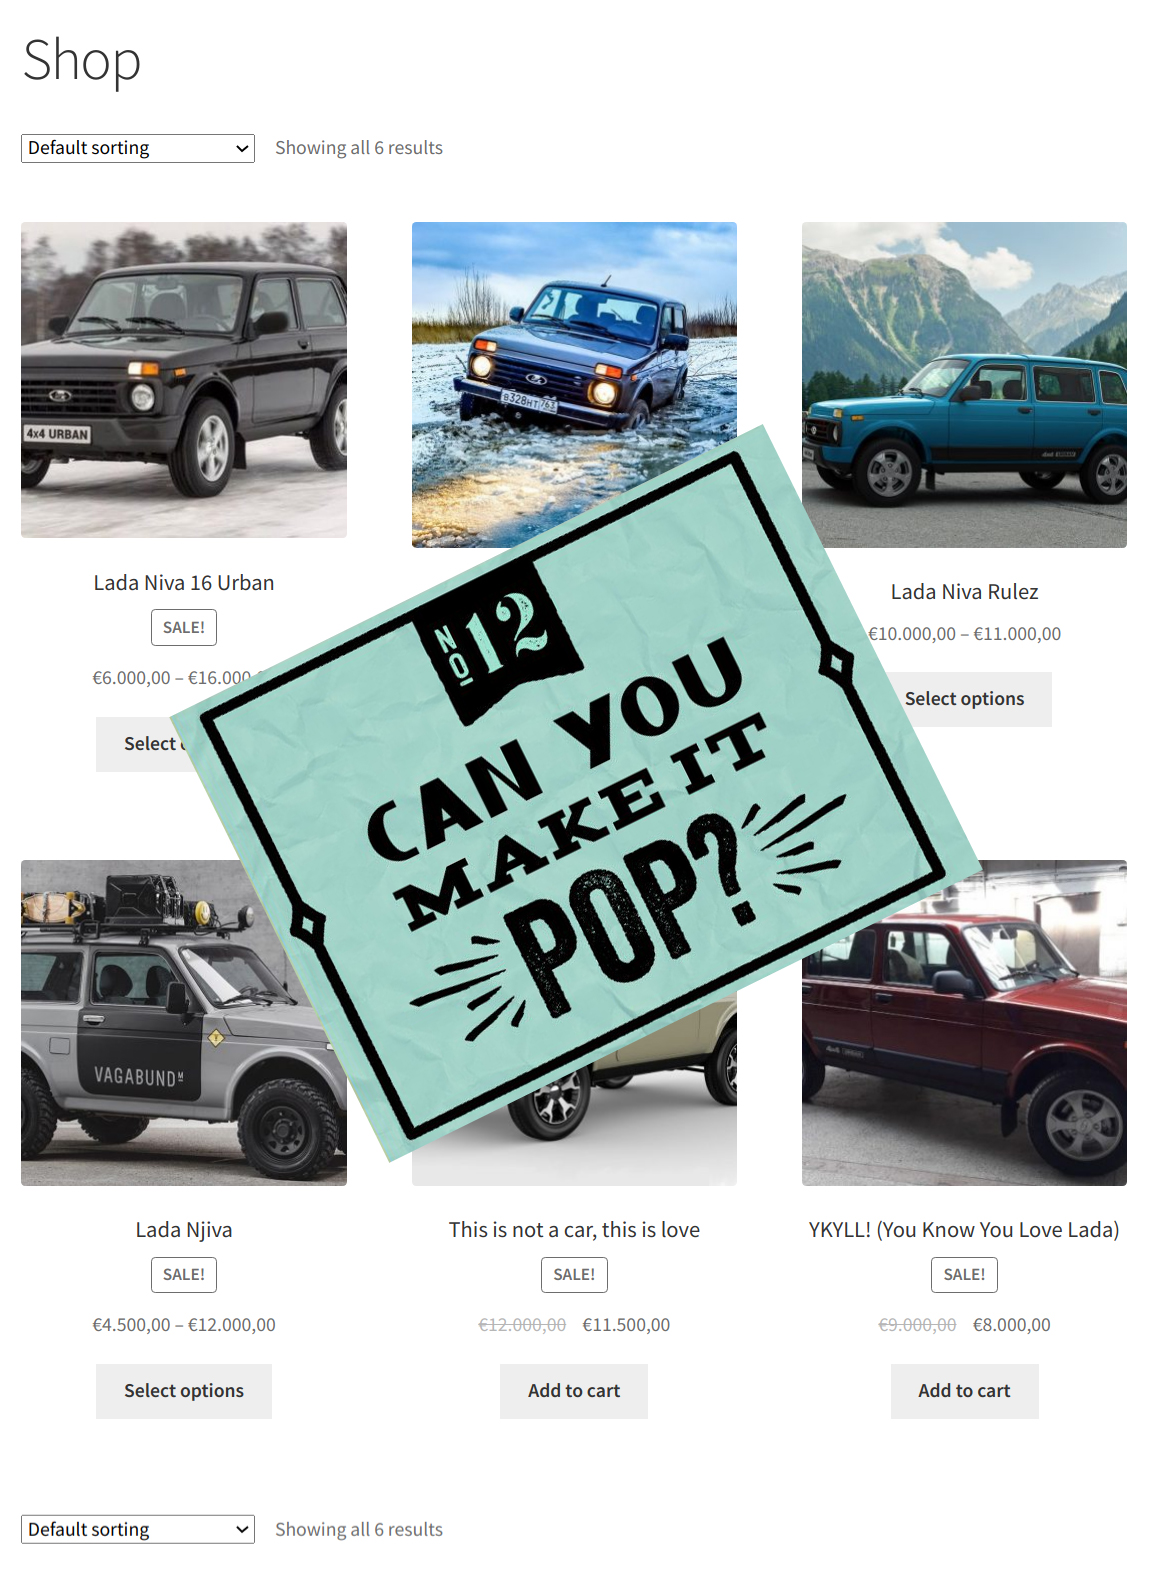 Shop
Default sorting
Showing all 6 results
4x4 URBAN
в328нт 763
Lada Niva 16 Urban
SALE!
€6.000,00 – €16.000
Select
Lada Niva Rulez
€10.000,00 – €11.000,00
Select options
NO! 12
CAN YOU
MAKE IT
POP?
VAGABUND M
Lada Njiva
SALE!
€4.500,00 – €12.000,00
Select options
This is not a car, this is love
SALE!
€12.000,00 €11.500,00
Add to cart
YKYLL! (You Know You Love Lada)
SALE!
€9.000,00 €8.000,00
Add to cart
Default sorting
Showing all 6 results